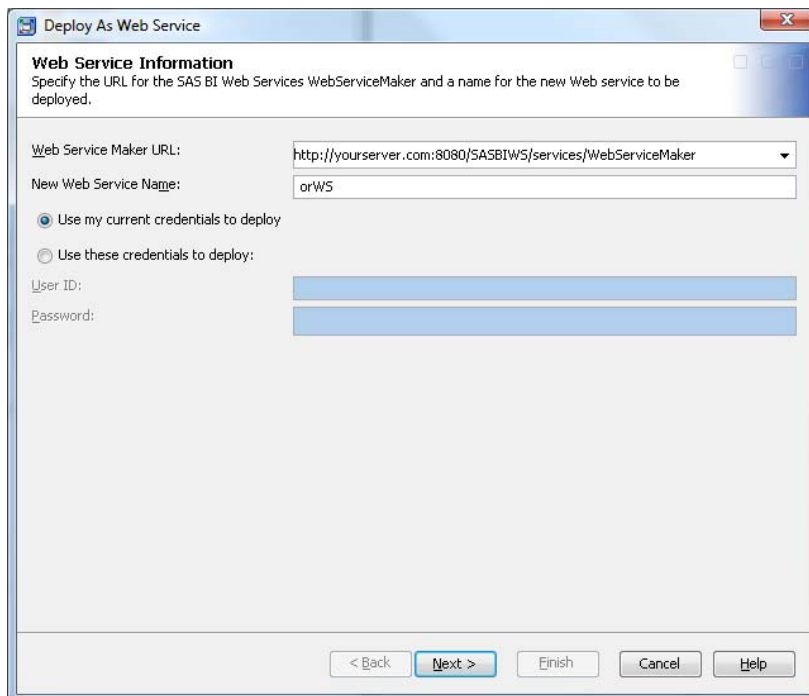 Deploy As Web Service
Web Service Information
Specify the URL for the SAS BI Web Services WebServiceMaker and a name for the new Web service to be
deployed.
Web Service Maker URL:
http://yourserver.com:8080/SASBIWS/services/WebServiceMaker
New Web Service Name:
orWS
Use my current credentials to deploy
Use these credentials to deploy:
User ID:
Password:
< Back Next > Finish Cancel Help